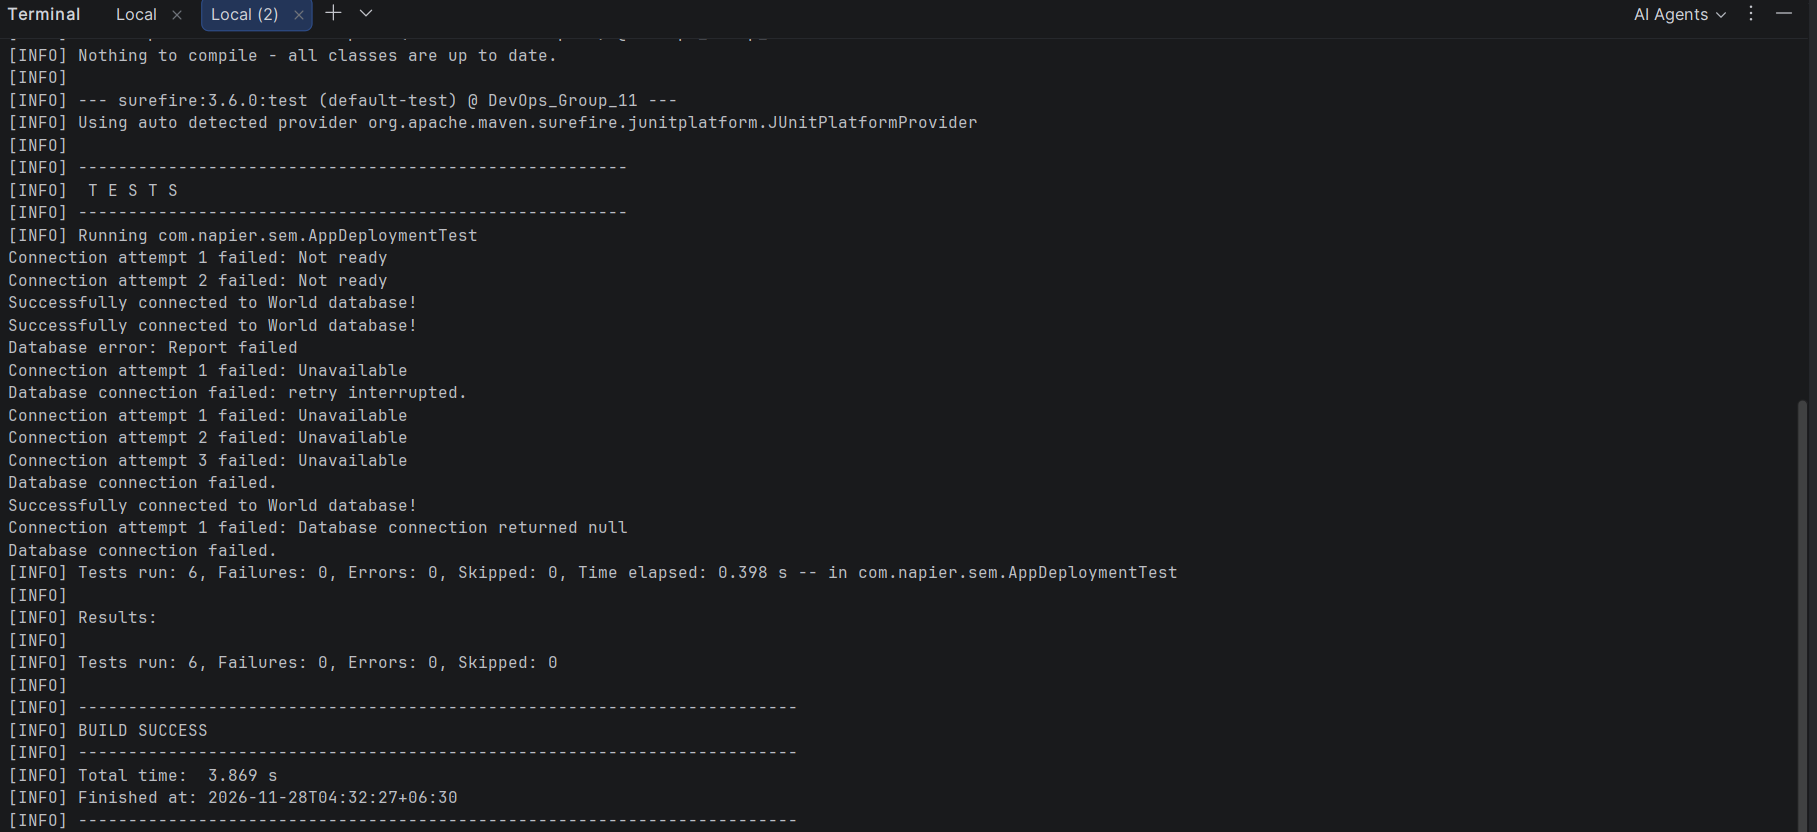 Terminal Local × Local (2) × + AI Agents
[INFO] Nothing to compile - all classes are up to date.
[INFO]
[INFO] --- surefire:3.6.0:test (default-test) @ DevOps_Group_11 ---
[INFO] Using auto detected provider org.apache.maven.surefire.junitplatform.JUnitPlatformProvider
[INFO]
[INFO] -------------------------------------------------------
[INFO]  T E S T S
[INFO] -------------------------------------------------------
[INFO] Running com.napier.sem.AppDeploymentTest
Connection attempt 1 failed: Not ready
Connection attempt 2 failed: Not ready
Successfully connected to World database!
Successfully connected to World database!
Database error: Report failed
Connection attempt 1 failed: Unavailable
Database connection failed: retry interrupted.
Connection attempt 1 failed: Unavailable
Connection attempt 2 failed: Unavailable
Connection attempt 3 failed: Unavailable
Database connection failed.
Successfully connected to World database!
Connection attempt 1 failed: Database connection returned null
Database connection failed.
[INFO] Tests run: 6, Failures: 0, Errors: 0, Skipped: 0, Time elapsed: 0.398 s -- in com.napier.sem.AppDeploymentTest
[INFO]
[INFO] Results:
[INFO]
[INFO] Tests run: 6, Failures: 0, Errors: 0, Skipped: 0
[INFO]
[INFO] ------------------------------------------------------------------------
[INFO] BUILD SUCCESS
[INFO] ------------------------------------------------------------------------
[INFO] Total time:  3.869 s
[INFO] Finished at: 2026-11-28T04:32:27+06:30
[INFO] ------------------------------------------------------------------------